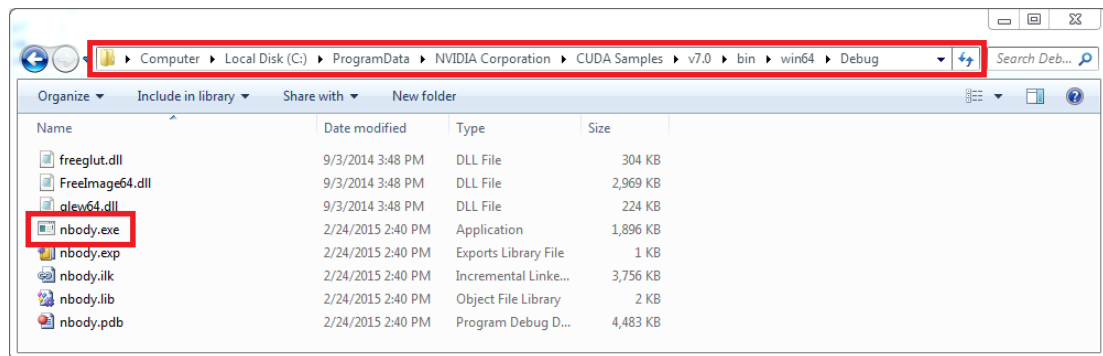 Computer Local Disk (C:) ProgramData NVIDIA Corporation CUDA Samples v7.0 bin win64 Debug Search Deb...
Organize Include in library Share with New folder
Name Date modified Type Size
freeglut.dll 9/3/2014 3:48 PM DLL File 304 KB
FreeImage64.dll 9/3/2014 3:48 PM DLL File 2,969 KB
glew64.dll 9/3/2014 3:48 PM DLL File 224 KB
nbody.exe 2/24/2015 2:40 PM Application 1,896 KB
nbody.exp 2/24/2015 2:40 PM Exports Library File 1 KB
nbody.ilk 2/24/2015 2:40 PM Incremental Linke... 3,756 KB
nbody.lib 2/24/2015 2:40 PM Object File Library 2 KB
nbody.pdb 2/24/2015 2:40 PM Program Debug D... 4,483 KB